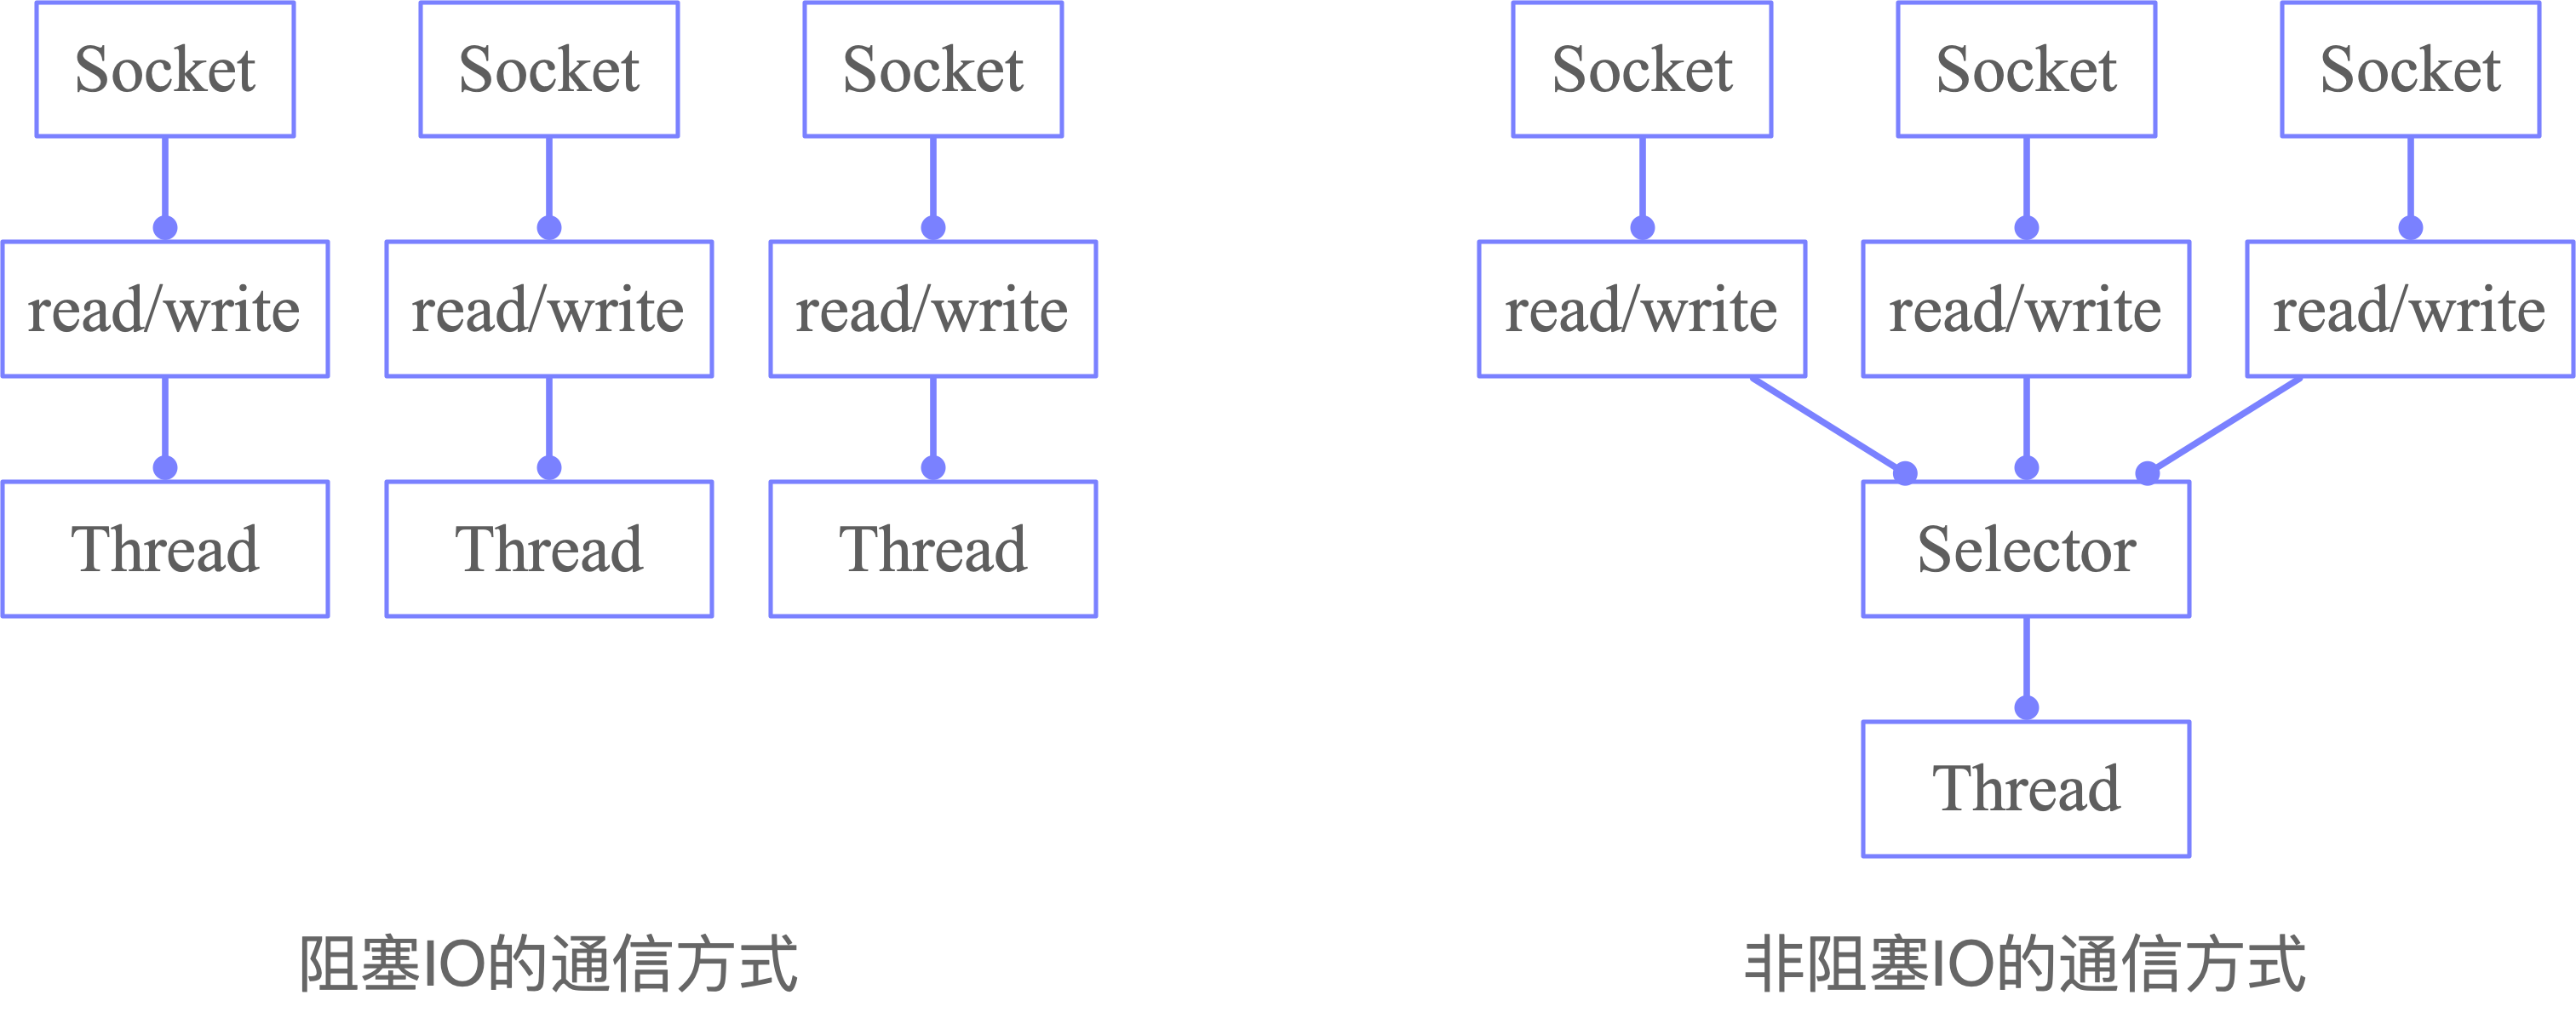 Socket Socket Socket Socket Socket Socket
read/write read/write read/write read/write read/write read/write
Thread Thread Thread Selector
Thread
阻塞IO的通信方式 非阻塞IO的通信方式